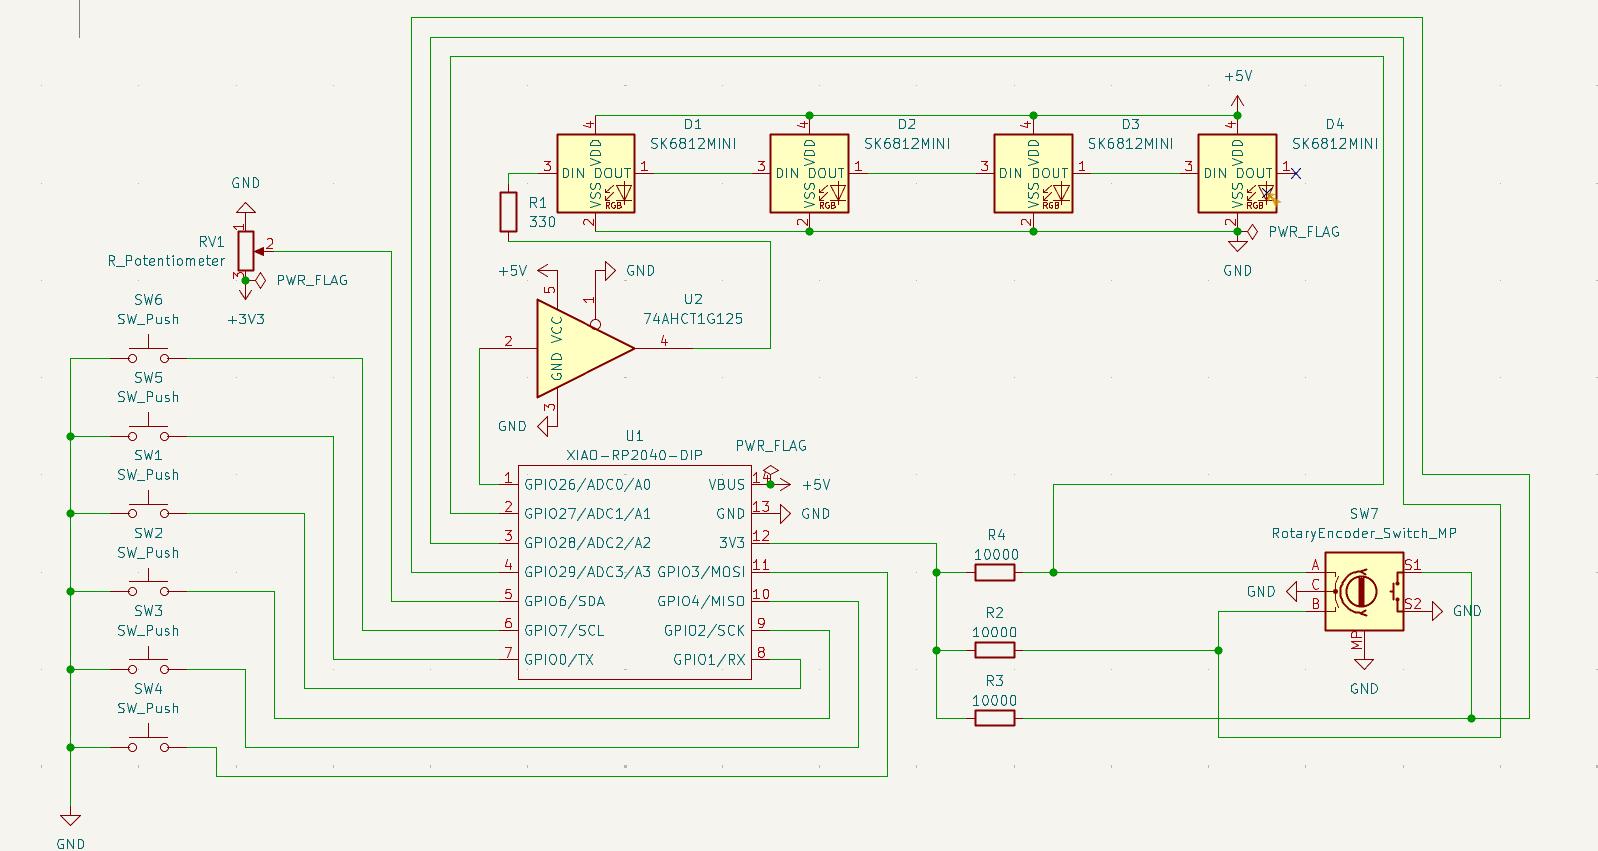 +5V
D1
SK6812MINI
D2
SK6812MINI
D3
SK6812MINI
D4
SK6812MINI
4
VDD
3
DIN
DOUT
1
VSS
RGB
2
4
VDD
3
DIN
DOUT
1
VSS
RGB
2
4
VDD
3
DIN
DOUT
1
VSS
RGB
2
4
VDD
3
DIN
DOUT
1
VSS
RGB
2
PWR_FLAG
GND
R1
330
GND
1
RV1
R_Potentiometer
2
3
PWR_FLAG
+3V3
+5V
GND
5
1
U2
74AHCT1G125
VCC
GND
2
4
3
GND
SW6
SW_Push
SW5
SW_Push
SW1
SW_Push
SW2
SW_Push
SW3
SW_Push
SW4
SW_Push
GND
U1
XIAO-RP2040-DIP
PWR_FLAG
1 GPIO26/ADC0/A0 VBUS 14 +5V
2 GPIO27/ADC1/A1 GND 13 GND
3 GPIO28/ADC2/A2 3V3 12
4 GPIO29/ADC3/A3 GPIO3/MOSI 11
5 GPIO6/SDA GPIO4/MISO 10
6 GPIO7/SCL GPIO2/SCK 9
7 GPIO0/TX GPIO1/RX 8
R4
10000
R2
10000
R3
10000
SW7
RotaryEncoder_Switch_MP
A
S1
GND
C
B
S2
GND
MP
GND